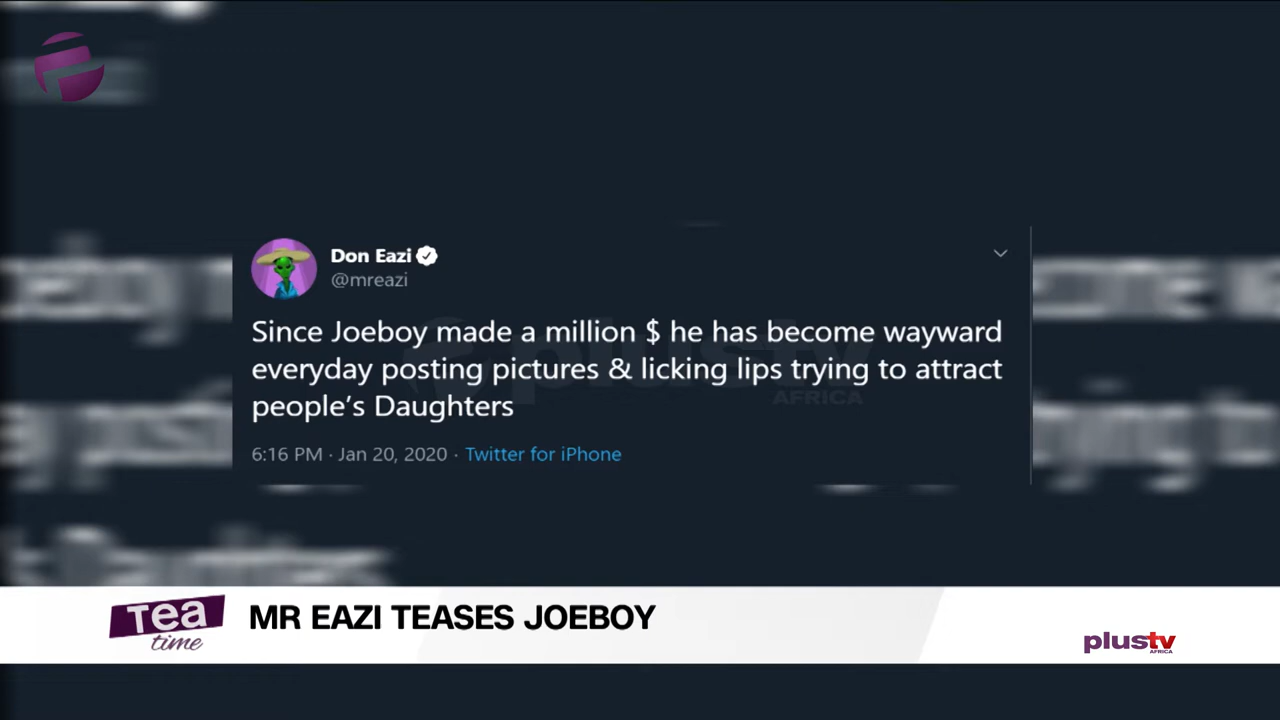 Don Eazi
@mreazi
Since Joeboy made a million $ he has become wayward
everyday posting pictures & licking lips trying to attract
people’s Daughters
6:16 PM · Jan 20, 2020 · Twitter for iPhone
plustv
AFRICA
Tea
time
MR EAZI TEASES JOEBOY
plustv
AFRICA